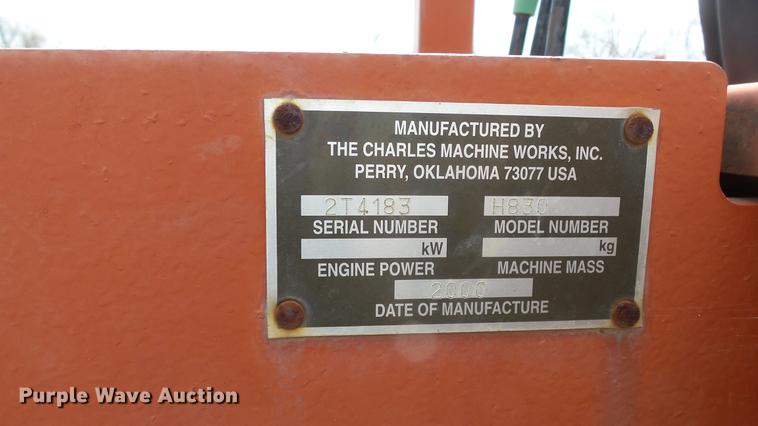 MANUFACTURED BY
THE CHARLES MACHINE WORKS, INC.
PERRY, OKLAHOMA 73077 USA
2T4183 H830
SERIAL NUMBER MODEL NUMBER
kW kg
ENGINE POWER MACHINE MASS
2000
DATE OF MANUFACTURE
Purple Wave Auction